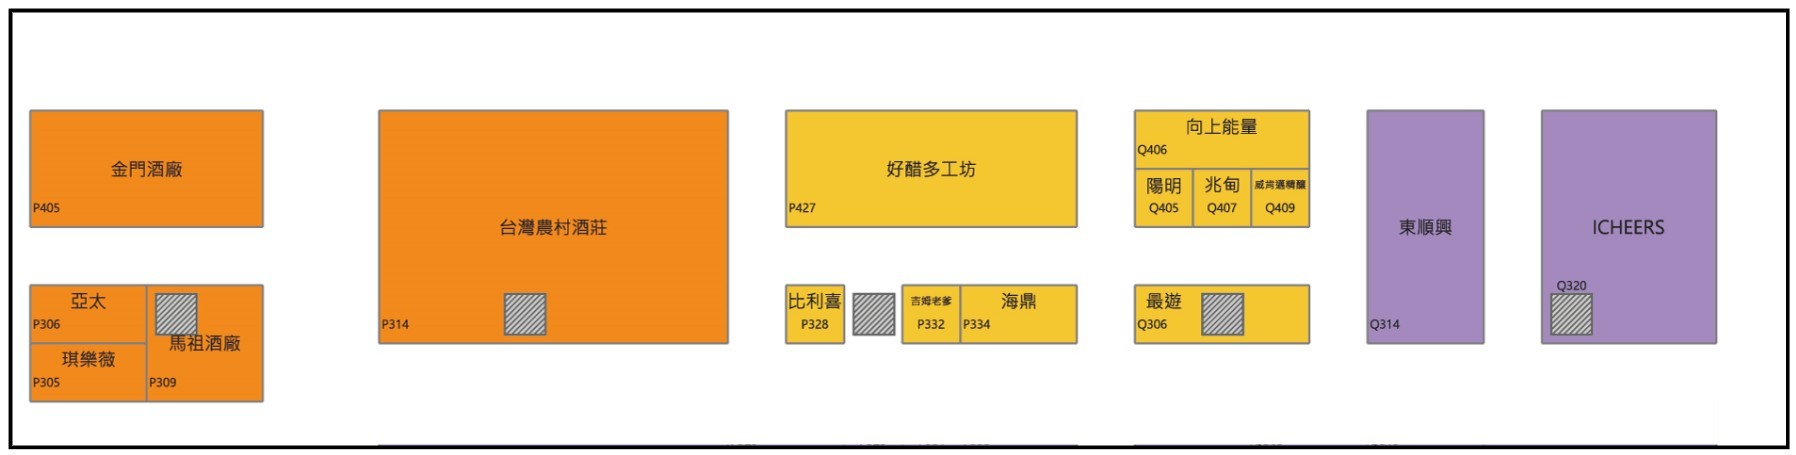 金門酒廠
P405
亞太
P306
琪樂薇
P305
馬祖酒廠
P309
台灣農村酒莊
P314
好醋多工坊
P427
比利喜
P328
吉姆老爹
P332
海鼎
P334
向上能量
Q406
陽明
Q405
兆甸
Q407
威肯邁精釀
Q409
最遊
Q306
東順興
Q314
ICHEERS
Q320